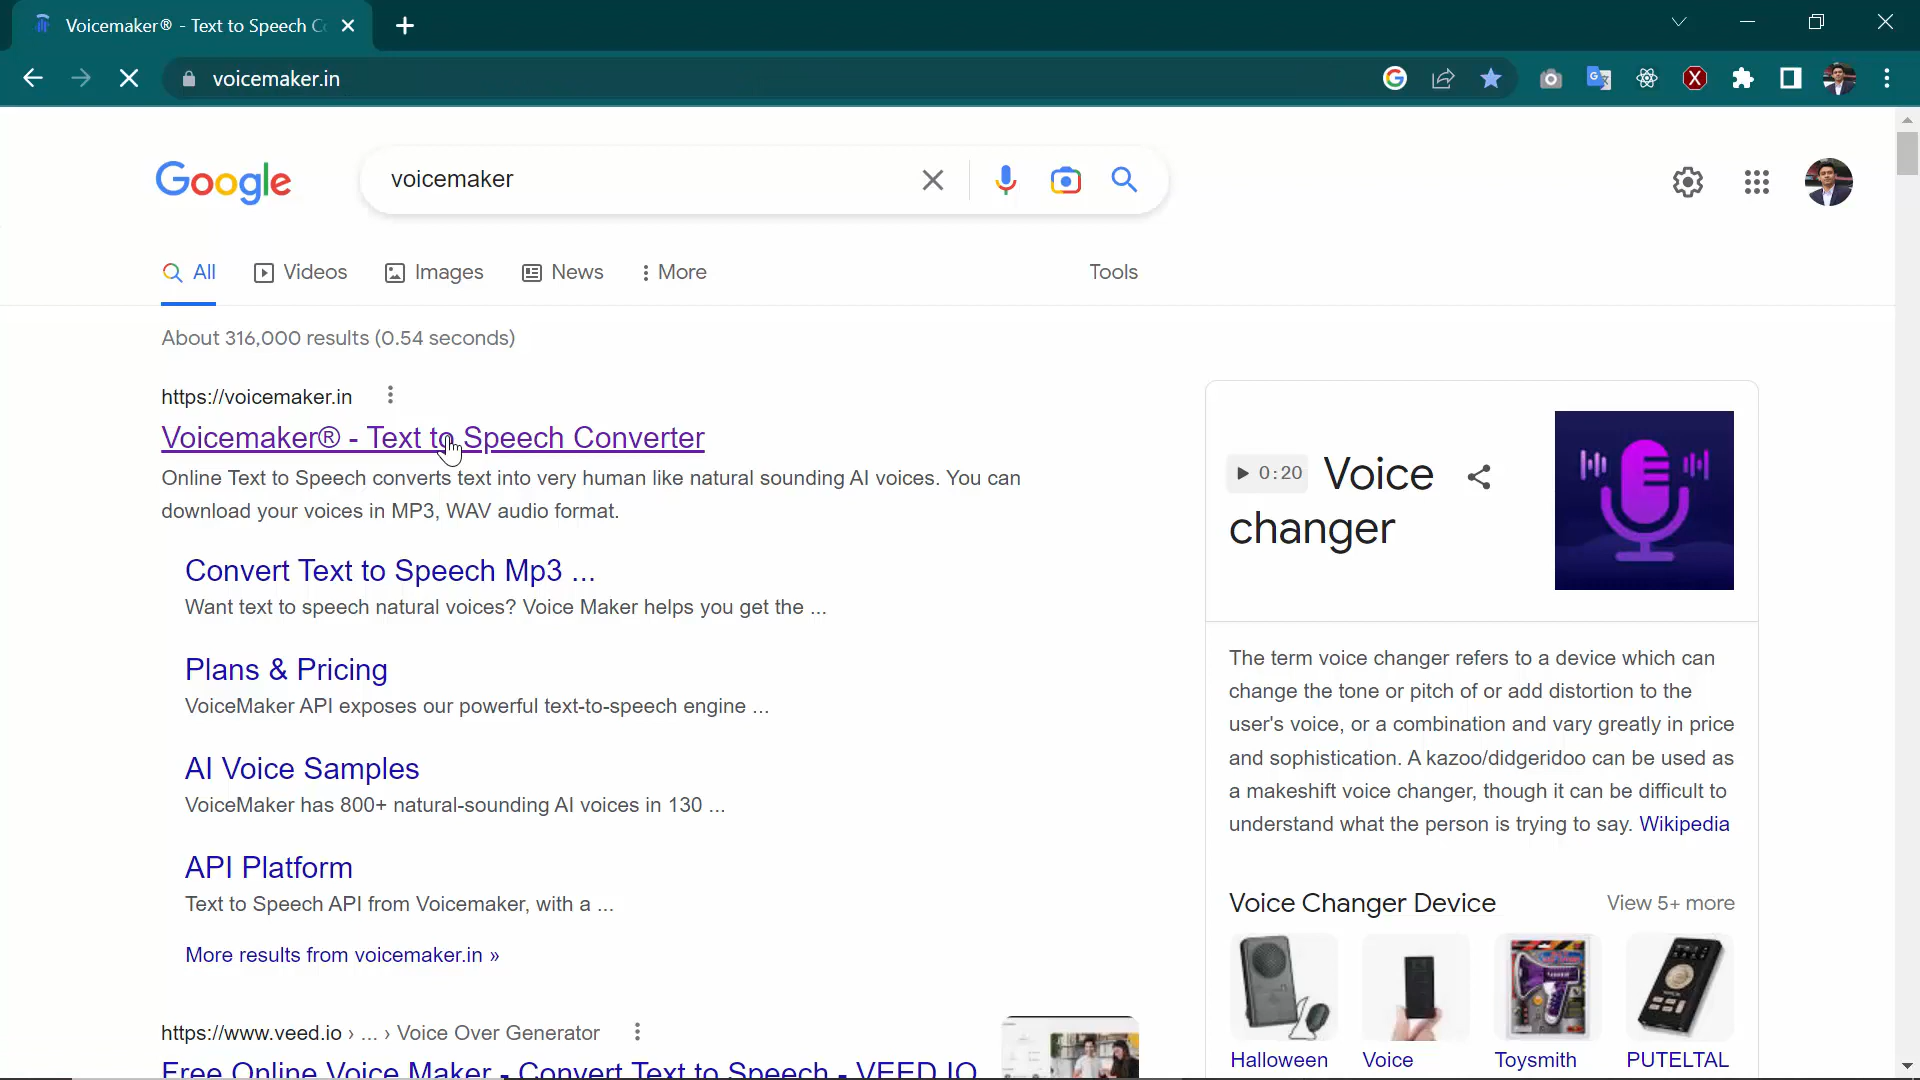 Voicemaker® - Text to Speech C
voicemaker.in
Google
voicemaker
All
Videos
Images
News
More
Tools
About 316,000 results (0.54 seconds)
https://voicemaker.in
Voicemaker® - Text to Speech Converter
Online Text to Speech converts text into very human like natural sounding AI voices. You can
download your voices in MP3, WAV audio format.
Convert Text to Speech Mp3 ...
Want text to speech natural voices? Voice Maker helps you get the ...
Plans & Pricing
VoiceMaker API exposes our powerful text-to-speech engine ...
AI Voice Samples
VoiceMaker has 800+ natural-sounding AI voices in 130 ...
API Platform
Text to Speech API from Voicemaker, with a ...
More results from voicemaker.in »
https://www.veed.io › ... › Voice Over Generator
Free Online Voice Maker - Convert Text to Speech - VEED.IO
0:20
Voice
changer
The term voice changer refers to a device which can
change the tone or pitch of or add distortion to the
user's voice, or a combination and vary greatly in price
and sophistication. A kazoo/didgeridoo can be used as
a makeshift voice changer, though it can be difficult to
understand what the person is trying to say. Wikipedia
Voice Changer Device
View 5+ more
Halloween
Voice
Toysmith
PUTELTAL